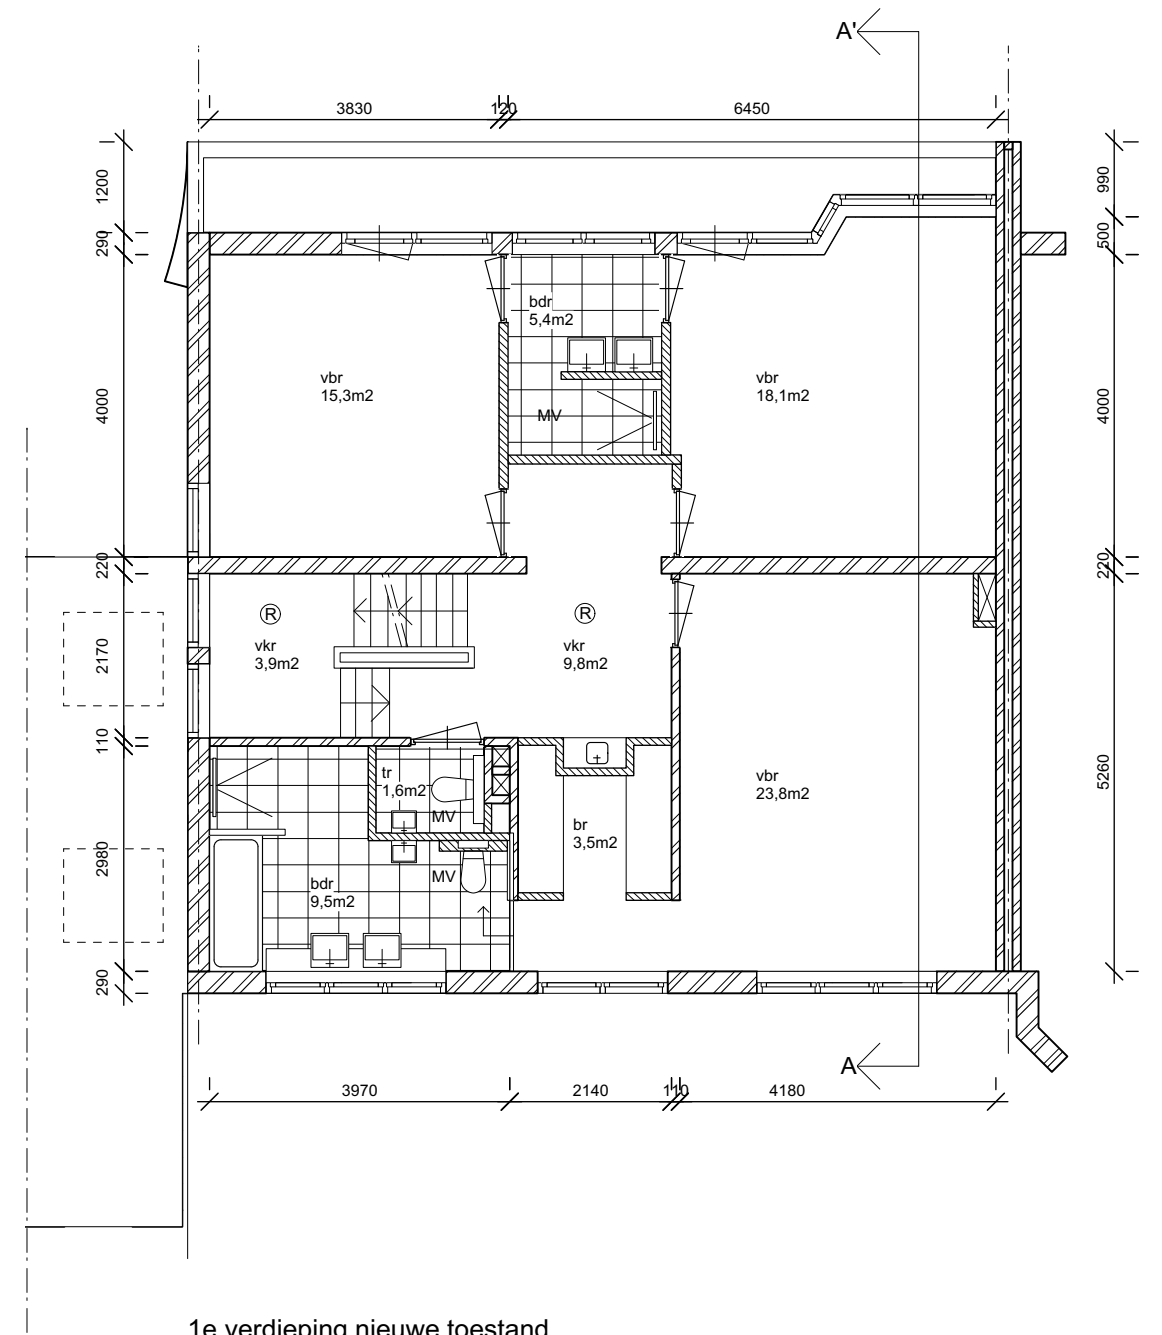 A'
3830
120
6450
1200
990
290
500
bdr
5,4m2
vbr
15,3m2
vbr
18,1m2
4000
4000
MV
220
220
R
R
vkr
3,9m2
vkr
9,8m2
2170
110
tr
1,6m2
vbr
23,8m2
5260
MV
br
3,5m2
2980
MV
bdr
9,5m2
290
A
3970
2140
110
4180
1e verdieping nieuwe toestand